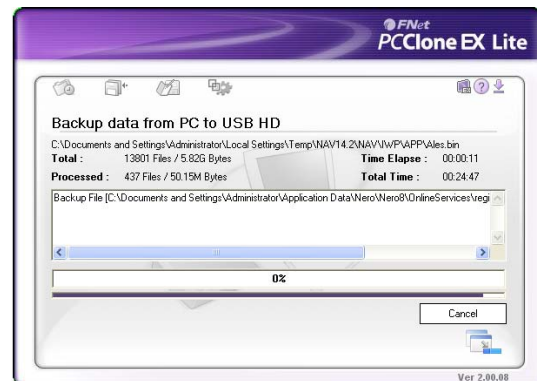 FNet
PCClone EX Lite
Backup data from PC to USB HD
C:\Documents and Settings\Administrator\Local Settings\Temp\NAV14.2\NAV\IWP\APP\Ales.bin
Total : 13801 Files / 5.82G Bytes Time Elapse : 00:00:11
Processed : 437 Files / 50.15M Bytes Total Time : 00:24:47
Backup File [C:\Documents and Settings\Administrator\Application Data\Nero\Nero8\OnlineServices\regi
0%
Cancel
Ver 2.00.08